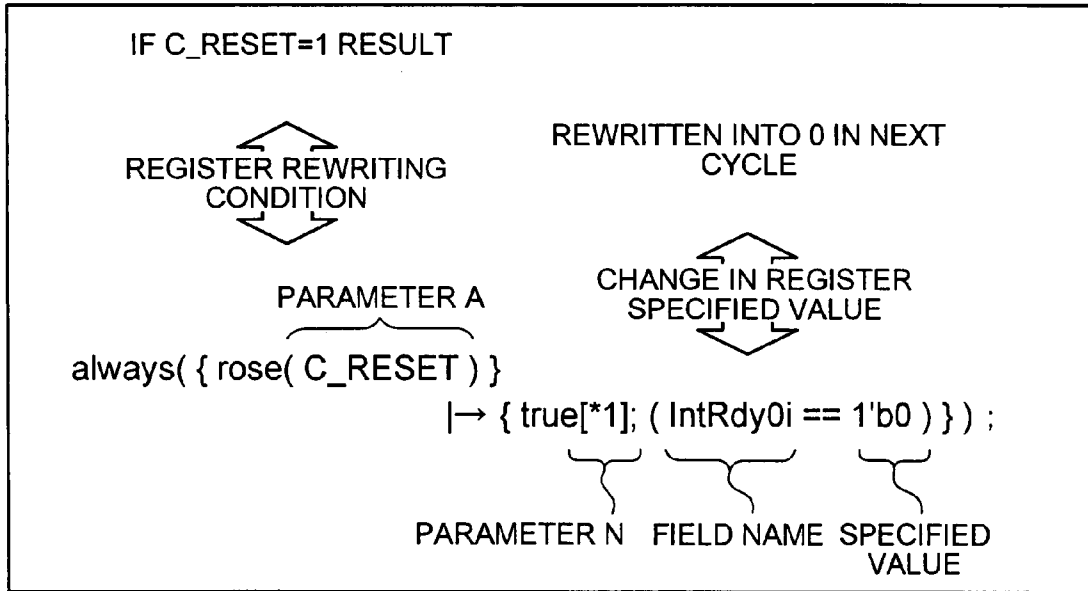 IF C_RESET=1 RESULT
REWRITTEN INTO 0 IN NEXT
CYCLE
REGISTER REWRITING
CONDITION
CHANGE IN REGISTER
SPECIFIED VALUE
PARAMETER A
always( { rose( C_RESET ) }
|→ { true[*1]; ( IntRdy0i == 1'b0 ) } ) ;
PARAMETER N FIELD NAME SPECIFIED
VALUE